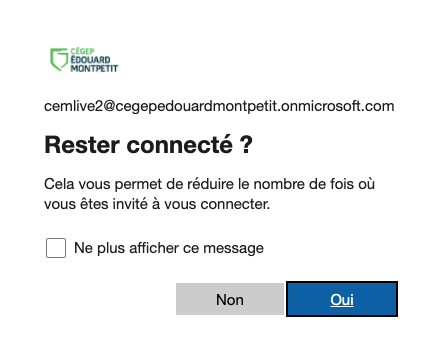 CÉGEP
ÉDOUARD
MONTPETIT
cemlive2@cegepedouardmontpetit.onmicrosoft.com
Rester connecté ?
Cela vous permet de réduire le nombre de fois où
vous êtes invité à vous connecter.
Ne plus afficher ce message
Non
Oui